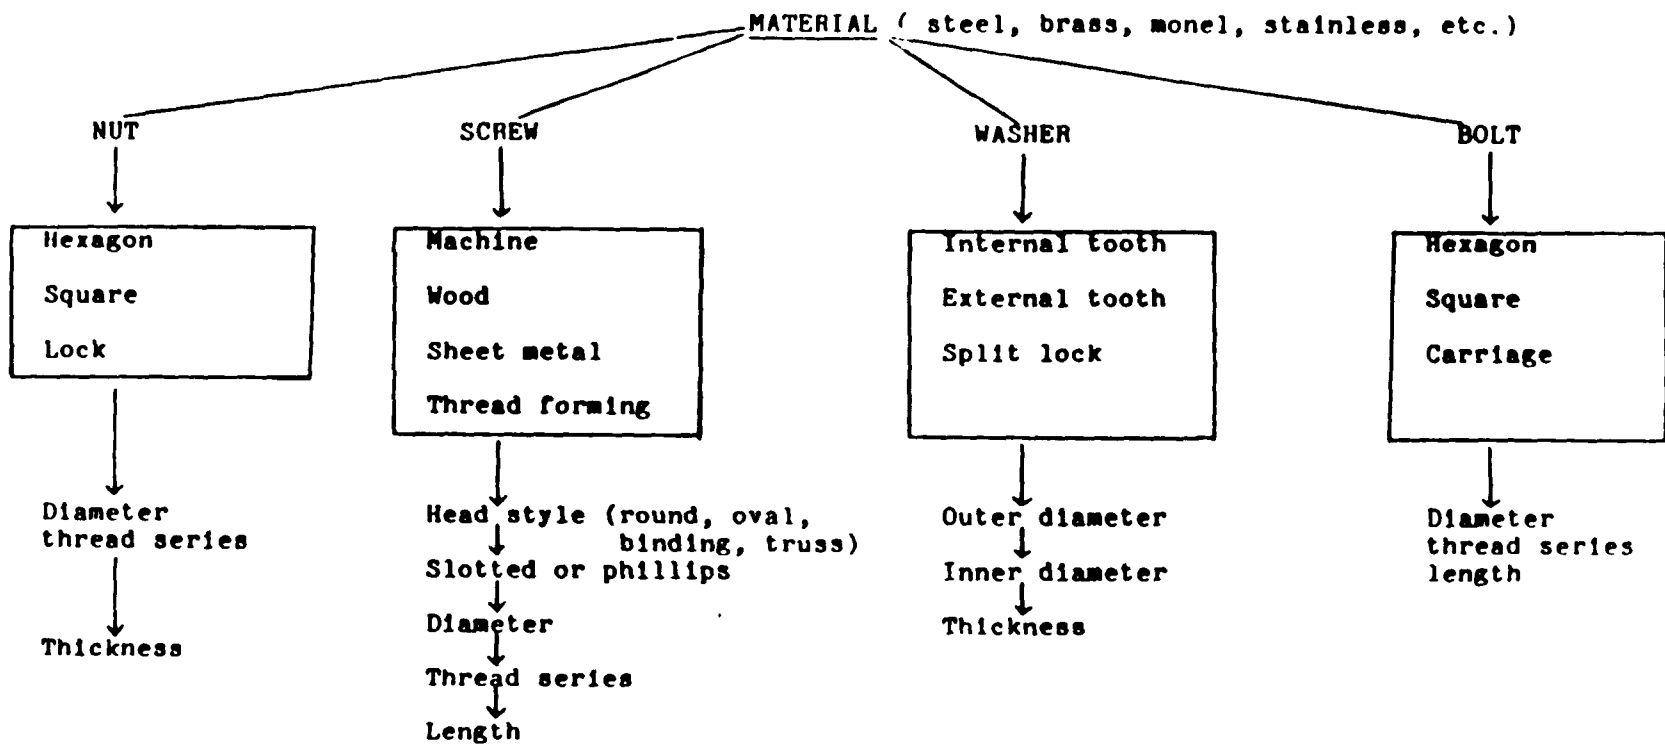 MATERIAL ( steel, brass, monel, stainless, etc.)
NUT
SCREW
WASHER
BOLT
Hexagon
Square
Lock
Machine
Wood
Sheet metal
Thread forming
Internal tooth
External tooth
Split lock
Hexagon
Square
Carriage
Diameter
thread series
Thickness
Head style (round, oval,
binding, truss)
Slotted or phillips
Diameter
Thread series
Length
Outer diameter
Inner diameter
Thickness
Diameter
thread series
length